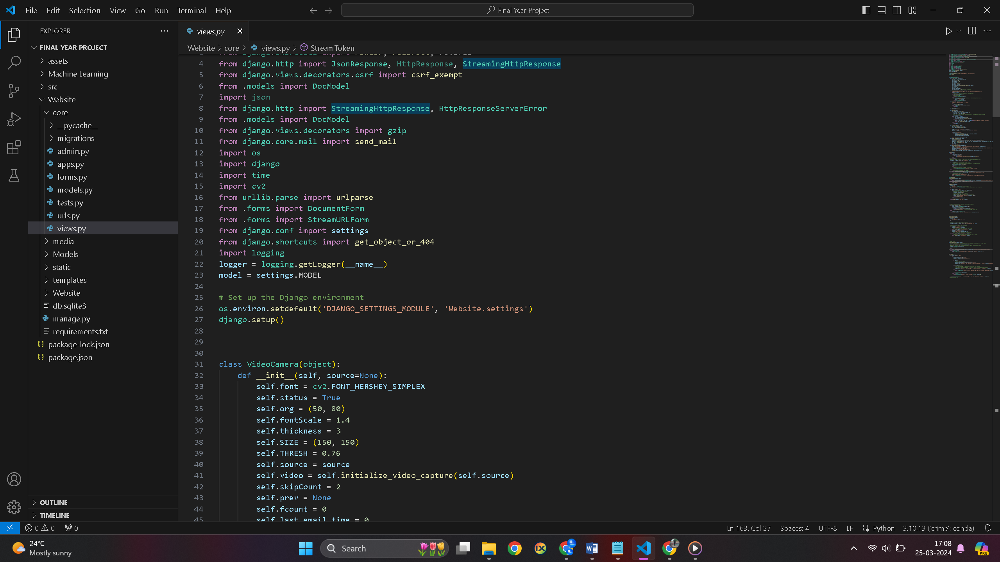 File Edit Selection View Go Run Terminal Help
Final Year Project
EXPLORER
FINAL YEAR PROJECT
assets
Machine Learning
src
Website
core
__pycache__
migrations
admin.py
apps.py
forms.py
models.py
tests.py
urls.py
views.py
media
Models
static
templates
Website
db.sqlite3
manage.py
requirements.txt
package-lock.json
package.json
OUTLINE
TIMELINE
views.py
Website > core > views.py > StreamToken
3 from django.shortcuts import render, redirect, reverse
4 from django.http import JsonResponse, HttpResponse, StreamingHttpResponse
5 from django.views.decorators.csrf import csrf_exempt
6 from .models import DocModel
7 import json
8 from django.http import StreamingHttpResponse, HttpResponseServerError
9 from .models import DocModel
10 from django.views.decorators import gzip
11 from django.core.mail import send_mail
12 import os
13 import django
14 import time
15 import cv2
16 from urllib.parse import urlparse
17 from .forms import DocumentForm
18 from .forms import StreamURLForm
19 from django.conf import settings
20 from django.shortcuts import get_object_or_404
21 import logging
22 logger = logging.getLogger(__name__)
23 model = settings.MODEL
24
25 # Set up the Django environment
26 os.environ.setdefault('DJANGO_SETTINGS_MODULE', 'Website.settings')
27 django.setup()
28
29
30
31 class VideoCamera(object):
32 def __init__(self, source=None):
33 self.font = cv2.FONT_HERSHEY_SIMPLEX
34 self.status = True
35 self.org = (50, 80)
36 self.fontScale = 1.4
37 self.thickness = 3
38 self.SIZE = (150, 150)
39 self.THRESH = 0.76
40 self.source = source
41 self.video = self.initialize_video_capture(self.source)
42 self.skipCount = 2
43 self.prev = None
44 self.fcount = 0
45 self.last_email_time = 0
0 0 0
Ln 163, Col 27 Spaces: 4 UTF-8 LF Python 3.10.13 ('crime': conda)
24°C
Mostly sunny
Search
17:08
25-03-2024
PRE